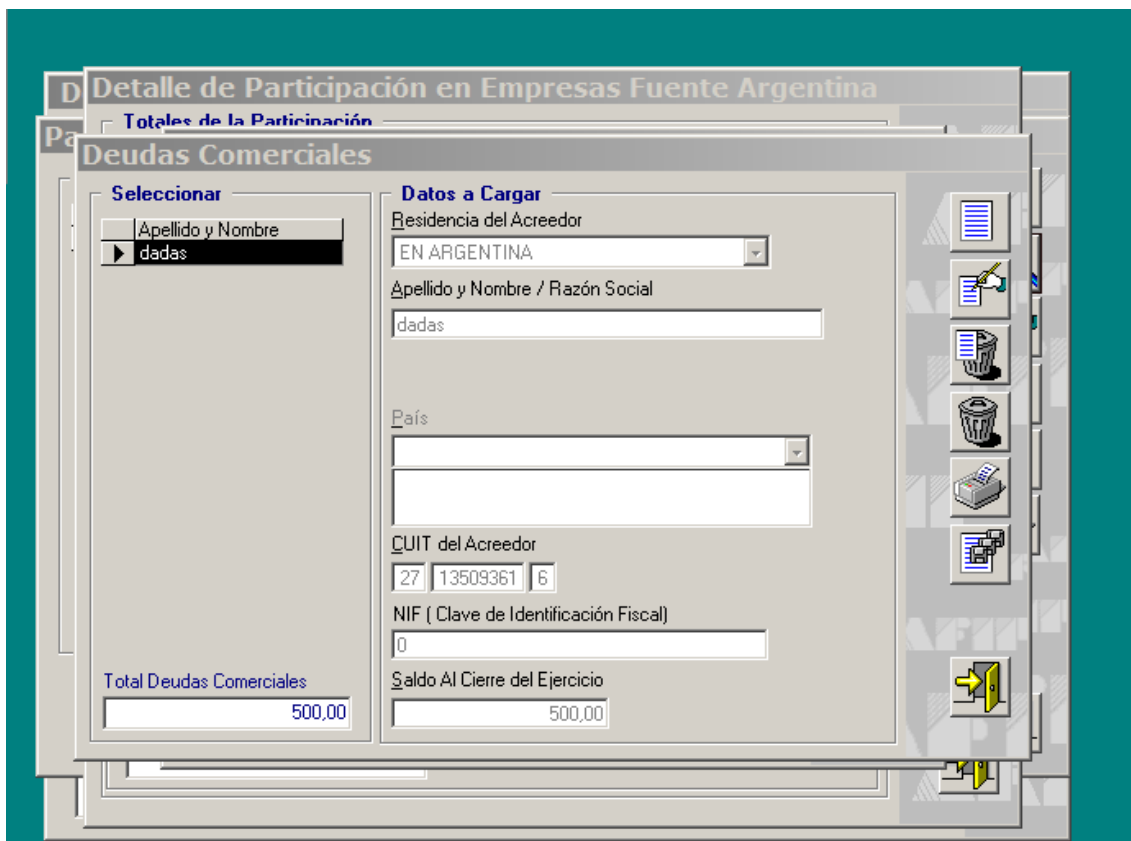 D
Detalle de Participación en Empresas Fuente Argentina
Pa
Totales de la Participación
Deudas Comerciales
Seleccionar
Apellido y Nombre
dadas
Total Deudas Comerciales
500,00
Datos a Cargar
Residencia del Acreedor
EN ARGENTINA
Apellido y Nombre / Razón Social
dadas
País
CUIT del Acreedor
27 13509361 6
NIF ( Clave de Identificación Fiscal)
0
Saldo Al Cierre del Ejercicio
500,00